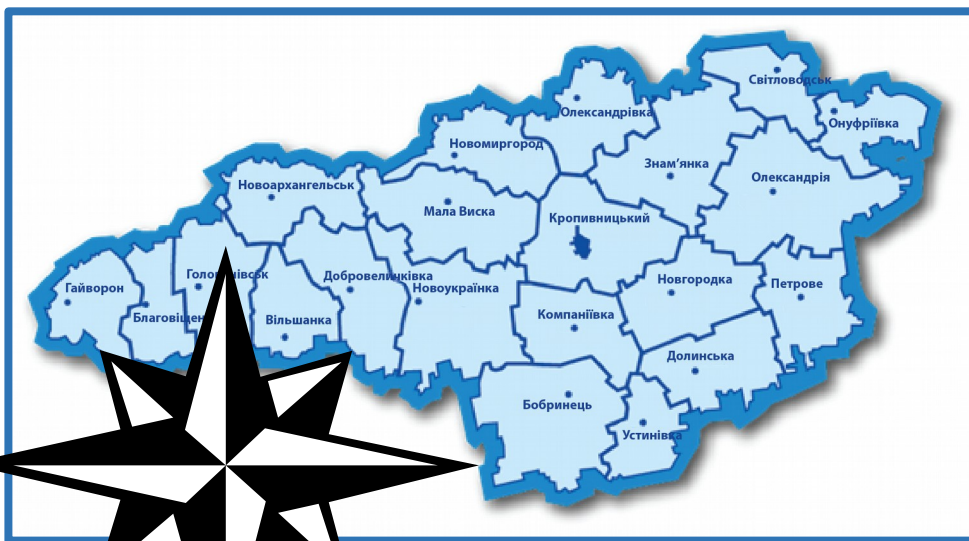 Світловодськ
Олександрівка
Онуфріївка
Новомиргород
Знам’янка
Олександрія
Новоархангельськ
Мала Виска
Кропивницький
Гайворон
Добровеличківка
Новоукраїнка
Новгородка
Петрове
Вільшанка
Компаніївка
Долинська
Бобринець
Устинівка